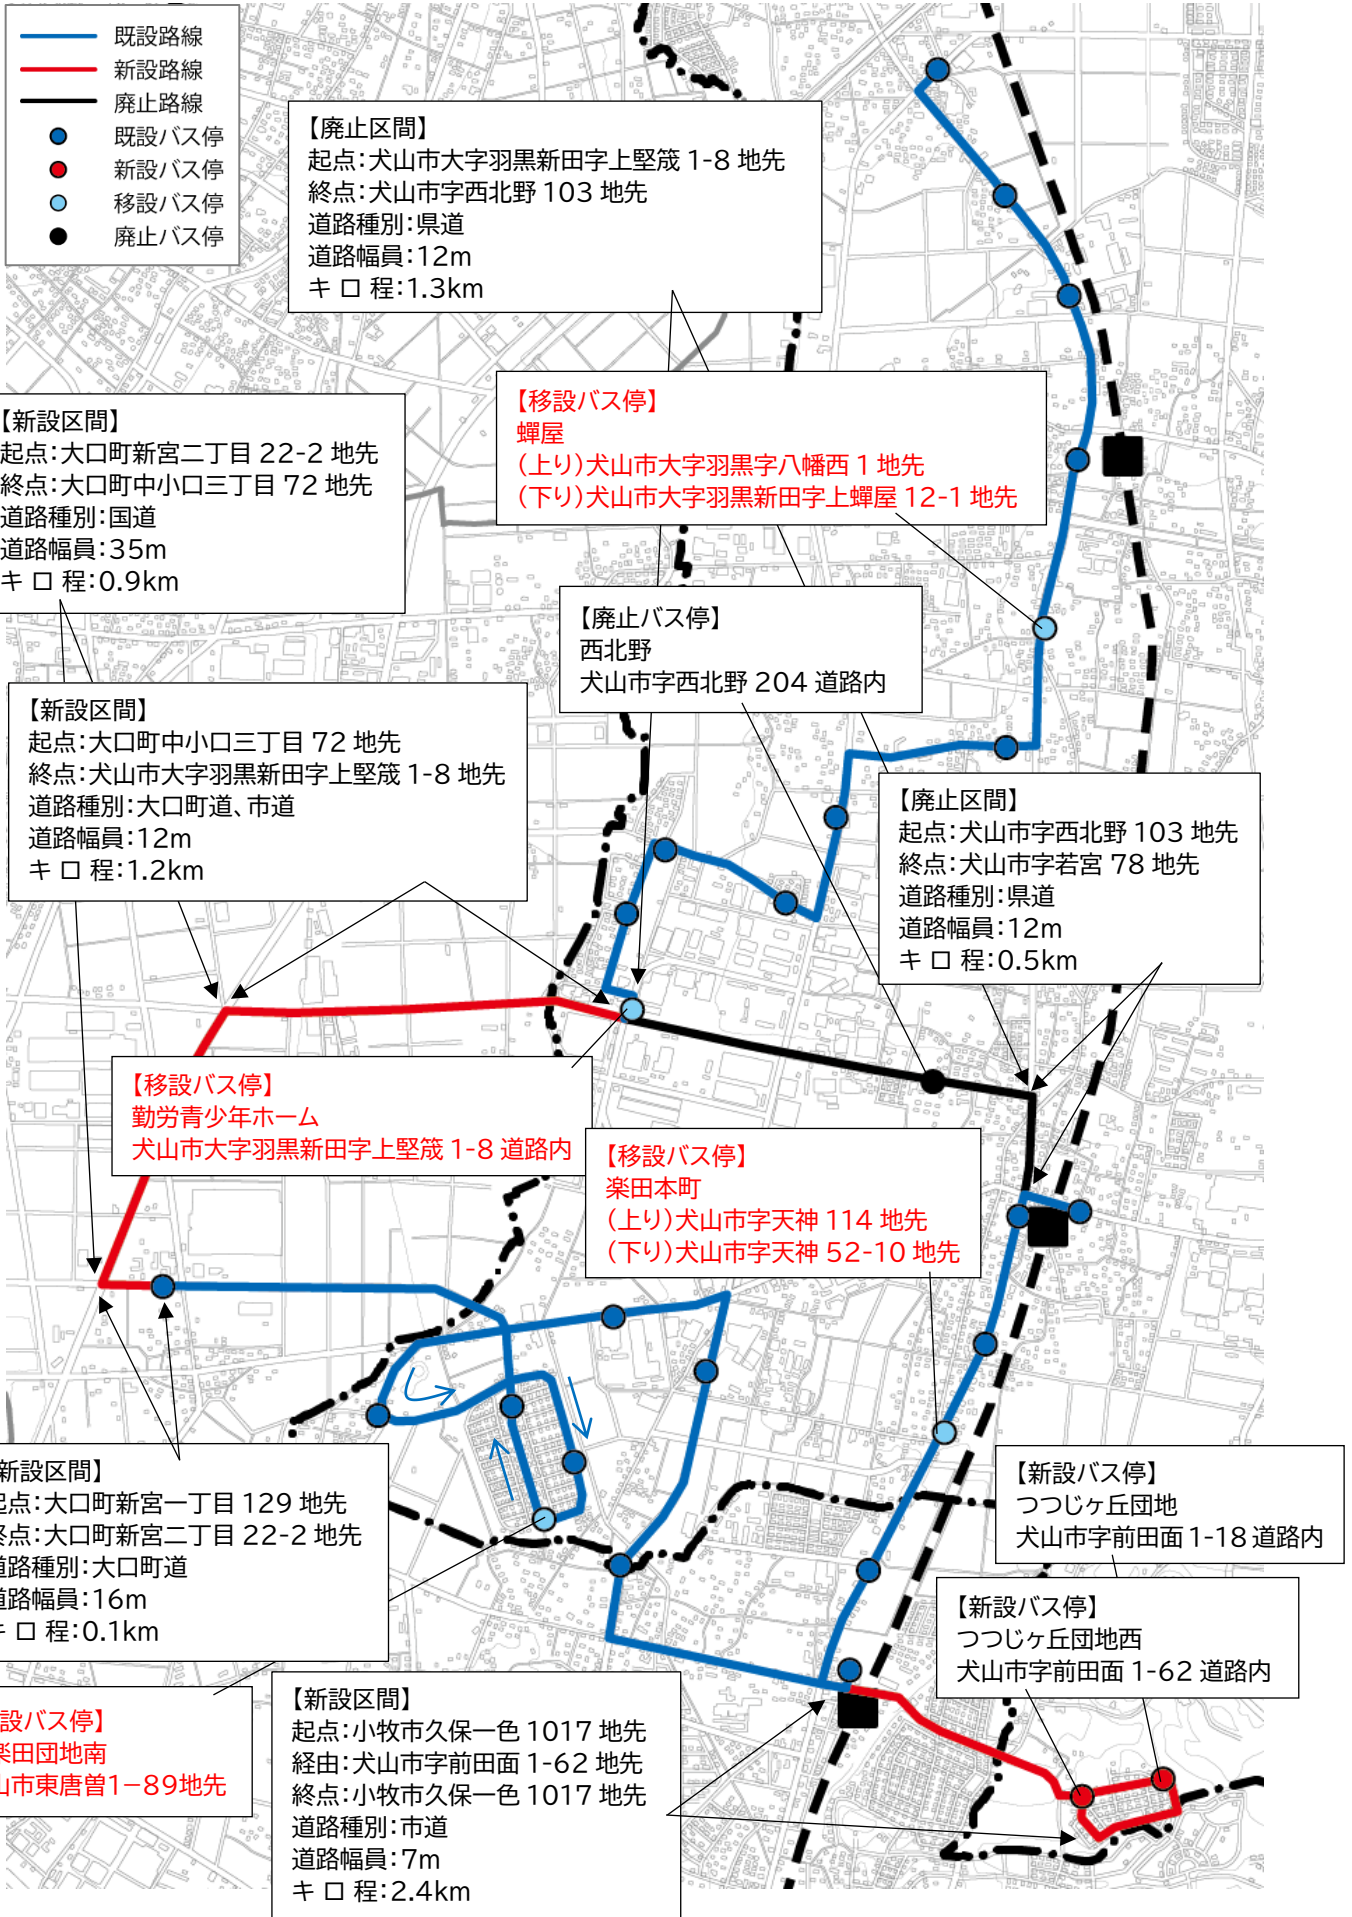 既設路線
新設路線
廃止路線
既設バス停
新設バス停
移設バス停
廃止バス停
【廃止区間】
起点：犬山市大字羽黒新田字上堅筬 1-8 地先
終点：犬山市字西北野 103 地先
道路種別：県道
道路幅員：12m
キ ロ 程：1.3km
【移設バス停】
蟬屋
（上り）犬山市大字羽黒字八幡西 1 地先
（下り）犬山市大字羽黒新田字上蟬屋 12-1 地先
【新設区間】
起点：大口町新宮二丁目 22-2 地先
終点：大口町中小口三丁目 72 地先
道路種別：国道
道路幅員：35m
キ ロ 程：0.9km
【廃止バス停】
西北野
犬山市字西北野 204 道路内
【新設区間】
起点：大口町中小口三丁目 72 地先
終点：犬山市大字羽黒新田字上堅筬 1-8 地先
道路種別：大口町道、市道
道路幅員：12m
キ ロ 程：1.2km
【廃止区間】
起点：犬山市字西北野 103 地先
終点：犬山市字若宮 78 地先
道路種別：県道
道路幅員：12m
キ ロ 程：0.5km
【移設バス停】
勤労青少年ホーム
犬山市大字羽黒新田字上堅筬 1-8 道路内
【移設バス停】
楽田本町
（上り）犬山市字天神 114 地先
（下り）犬山市字天神 52-10 地先
新設区間】
点：大口町新宮一丁目 129 地先
点：大口町新宮二丁目 22-2 地先
道路種別：大口町道
道路幅員：16m
ロ 程：0.1km
【新設バス停】
つつじヶ丘団地
犬山市字前田面 1-18 道路内
【新設バス停】
つつじヶ丘団地西
犬山市字前田面 1-62 道路内
設バス停】
楽田団地南
山市東唐曽1－89地先
【新設区間】
起点：小牧市久保一色 1017 地先
経由：犬山市字前田面 1-62 地先
終点：小牧市久保一色 1017 地先
道路種別：市道
道路幅員：7m
キ ロ 程：2.4km